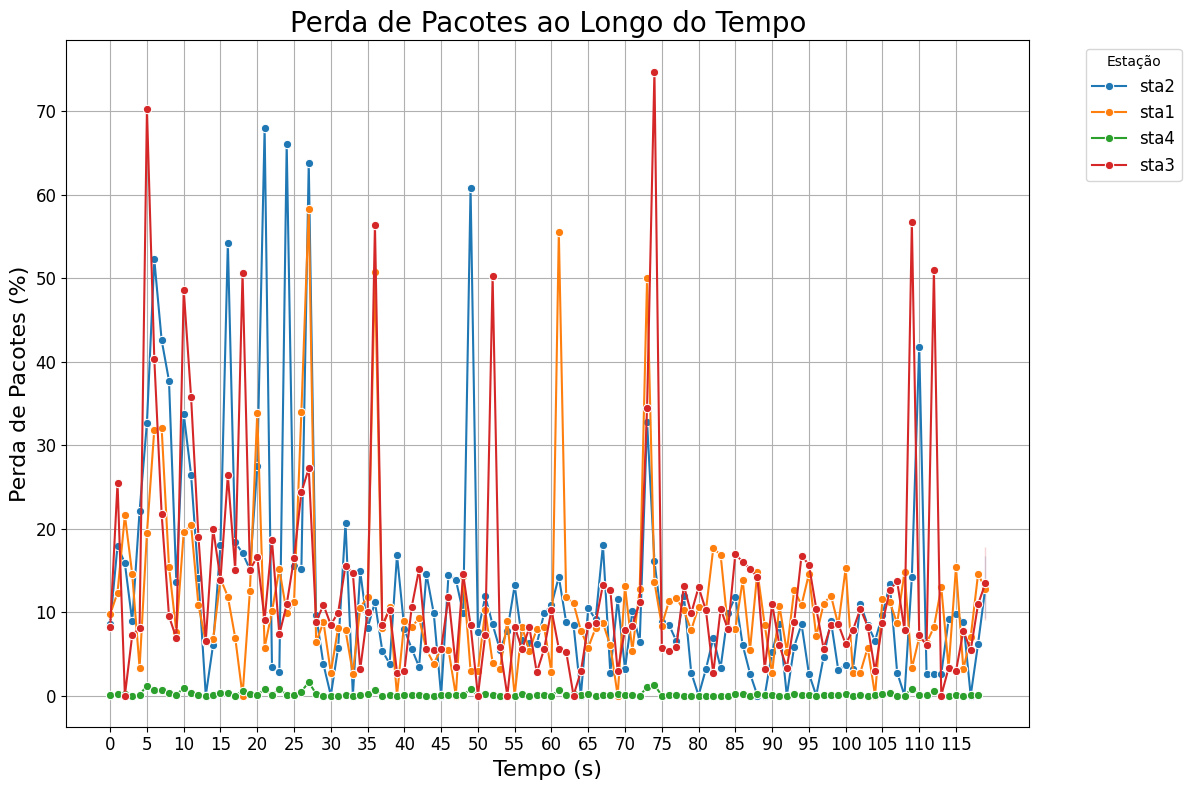 Perda de Pacotes ao Longo do Tempo
Estação
sta2
sta1
sta4
sta3
Perda de Pacotes (%)
70
60
50
40
30
20
10
0
0 5 10 15 20 25 30 35 40 45 50 55 60 65 70 75 80 85 90 95 100 105 110 115
Tempo (s)